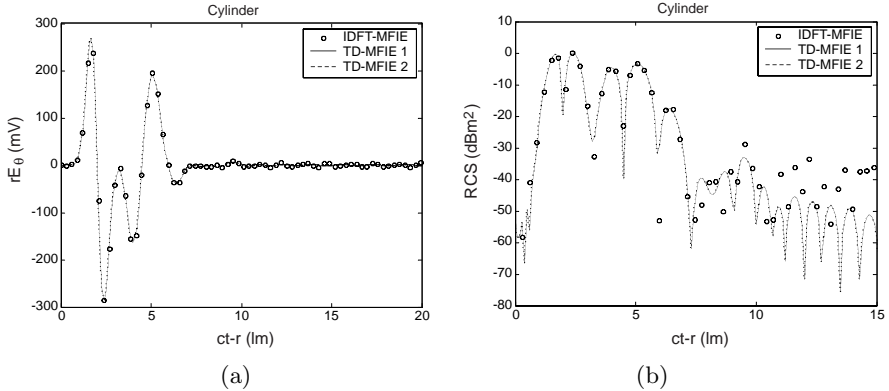 Cylinder
300
200
100
0
-100
-200
-300
0
5
10
15
20
rEθ (mV)
ct-r (lm)
IDFT-MFIE
TD-MFIE 1
TD-MFIE 2
(a)
Cylinder
10
0
-10
-20
-30
-40
-50
-60
-70
-80
0
5
10
15
RCS (dBm²)
ct-r (lm)
IDFT-MFIE
TD-MFIE 1
TD-MFIE 2
(b)